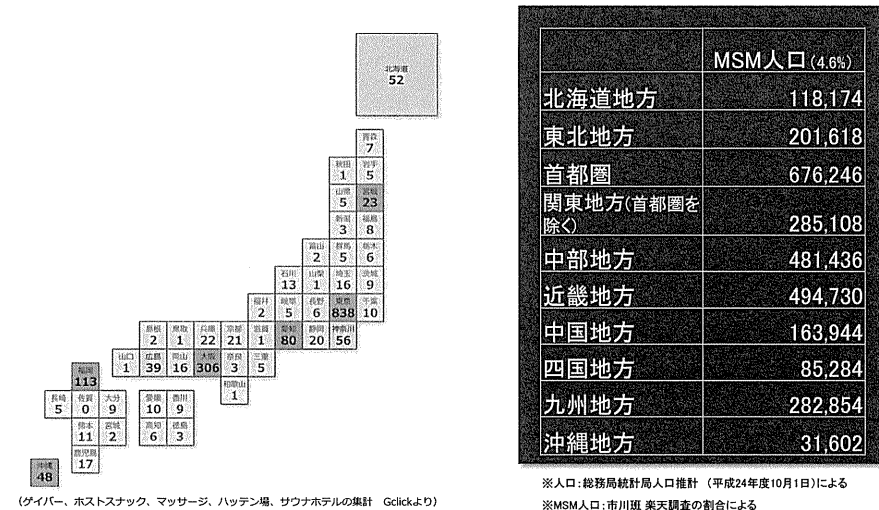 北海道
52
青森
7
秋田 岩手
1 5
山形 宮城
5 23
新潟 福島
3 8
富山 群馬 栃木
2 5 6
石川 山梨 埼玉 茨城
13 1 16 9
福井 岐阜 長野 東京 千葉
2 5 6 838 10
島根 鳥取 兵庫 京都 滋賀 愛知 静岡 神奈川
2 1 22 21 1 80 20 56
山口 広島 岡山 大阪 奈良 三重
1 39 16 306 3 5
福岡
113
和歌山
1
長崎 佐賀 大分 愛媛 香川
5 0 9 10 9
熊本 宮城 高知 徳島
11 2 6 3
鹿児島
17
沖縄
48
(ゲイバー、ホストスナック、マッサージ、ハッテン場、サウナホテルの集計 Gclickより)
MSM人口(4.6%)
北海道地方 118,174
東北地方 201,618
首都圏 676,246
関東地方(首都圏を
除く) 285,108
中部地方 481,436
近畿地方 494,730
中国地方 163,944
四国地方 85,284
九州地方 282,854
沖縄地方 31,602
※人口:総務局統計局人口推計 (平成24年度10月1日)による
※MSM人口:市川班 楽天調査の割合による